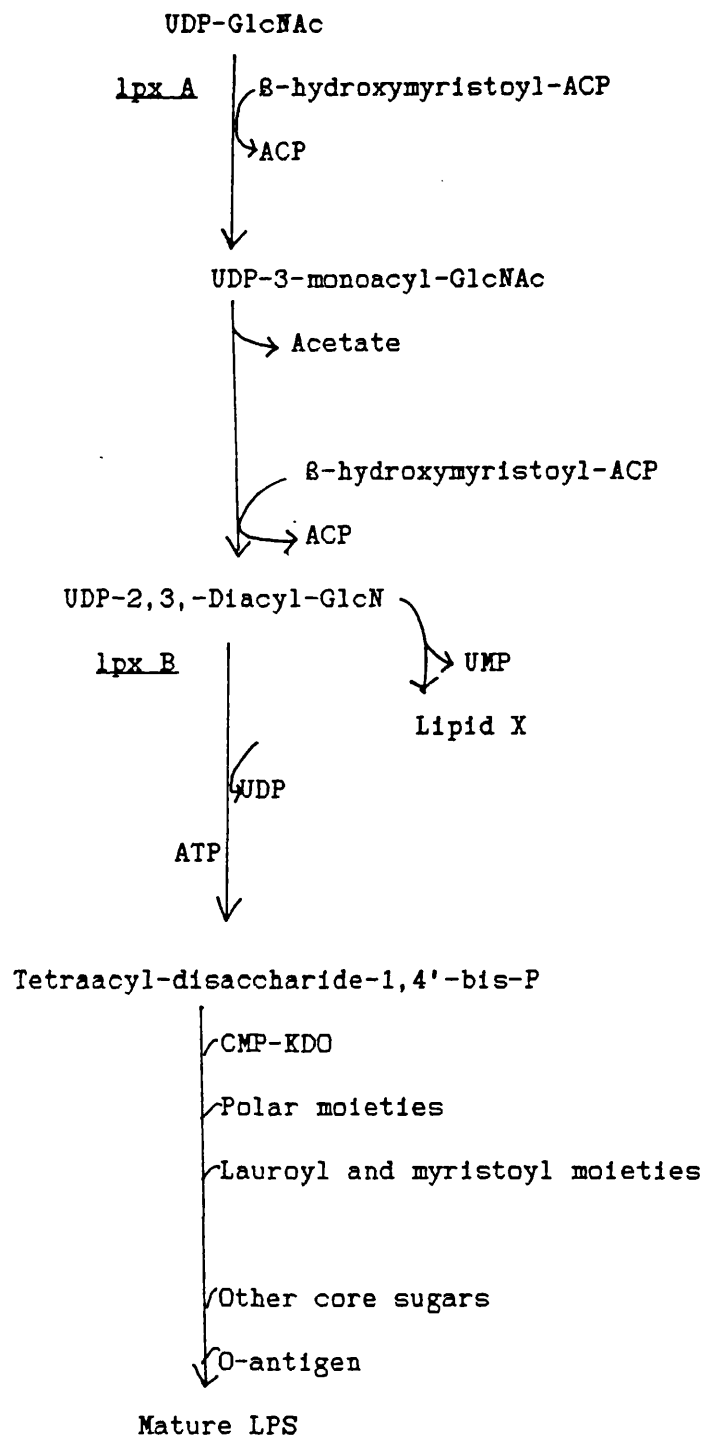 UDP-GlcNAc
lpx A
ß-hydroxymyristoyl-ACP
ACP
UDP-3-monoacyl-GlcNAc
Acetate
ß-hydroxymyristoyl-ACP
ACP
UDP-2,3,-Diacyl-GlcN
lpx B
UMP
Lipid X
UDP
ATP
Tetraacyl-disaccharide-1,4'-bis-P
CMP-KDO
Polar moieties
Lauroyl and myristoyl moieties
Other core sugars
O-antigen
Mature LPS